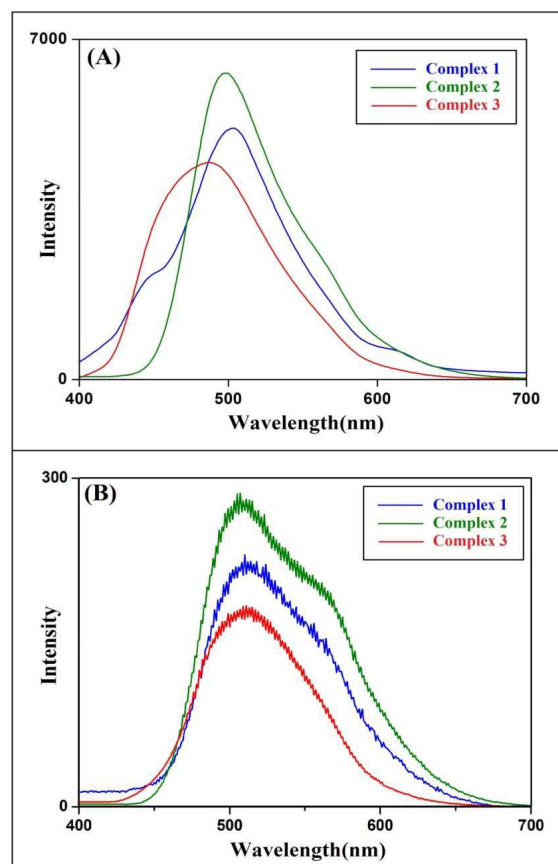 7000
(A)
Complex 1
Complex 2
Complex 3
Intensity
0
400
500
600
700
Wavelength(nm)
300
(B)
Complex 1
Complex 2
Complex 3
Intensity
0
400
500
600
700
Wavelength(nm)